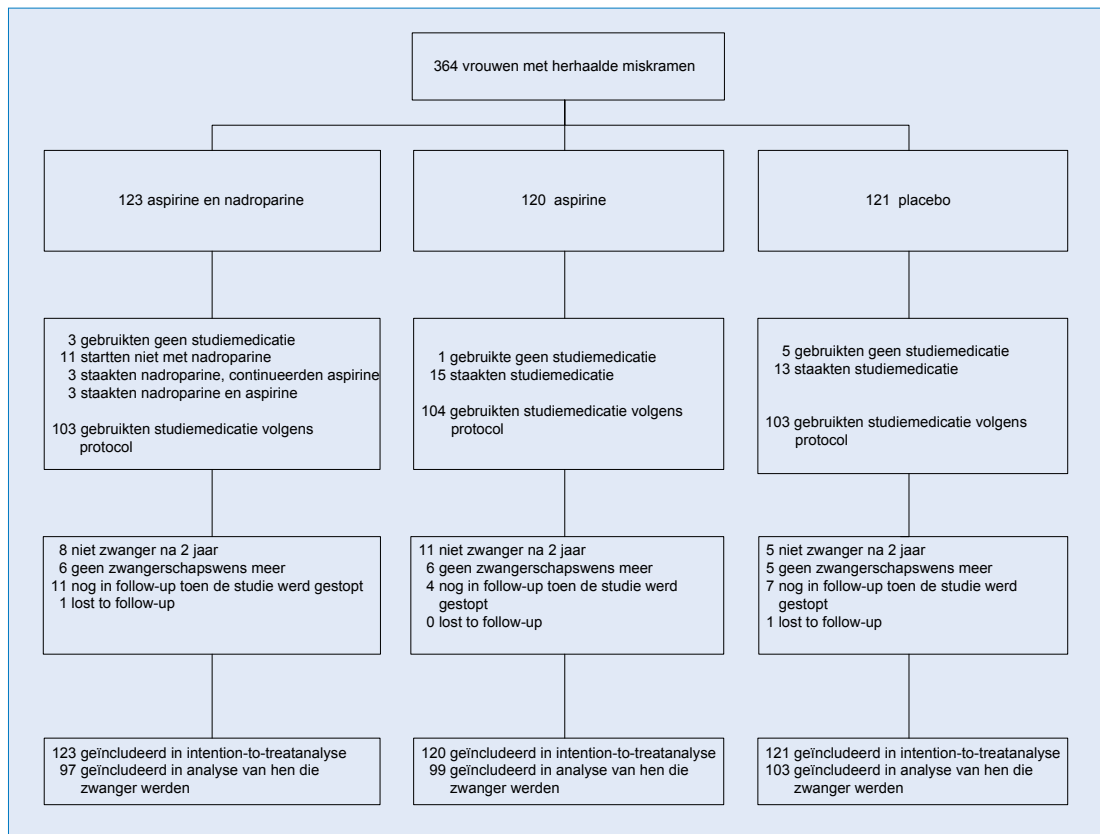 364 vrouwen met herhaalde miskramen
123 aspirine en nadroparine
120 aspirine
121 placebo
3 gebruikten geen studiemedicatie
11 startten niet met nadroparine
3 staakten nadroparine, continueerden aspirine
3 staakten nadroparine en aspirine
103 gebruikten studiemedicatie volgens
protocol
1 gebruikte geen studiemedicatie
15 staakten studiemedicatie
104 gebruikten studiemedicatie volgens
protocol
5 gebruikten geen studiemedicatie
13 staakten studiemedicatie
103 gebruikten studiemedicatie volgens
protocol
8 niet zwanger na 2 jaar
6 geen zwangerschapswens meer
11 nog in follow-up toen de studie werd gestopt
1 lost to follow-up
11 niet zwanger na 2 jaar
6 geen zwangerschapswens meer
4 nog in follow-up toen de studie werd
gestopt
0 lost to follow-up
5 niet zwanger na 2 jaar
5 geen zwangerschapswens meer
7 nog in follow-up toen de studie werd
gestopt
1 lost to follow-up
123 geïncludeerd in intention-to-treatanalyse
97 geïncludeerd in analyse van hen die
zwanger werden
120 geïncludeerd in intention-to-treatanalyse
99 geïncludeerd in analyse van hen die
zwanger werden
121 geïncludeerd in intention-to-treatanalyse
103 geïncludeerd in analyse van hen die
zwanger werden